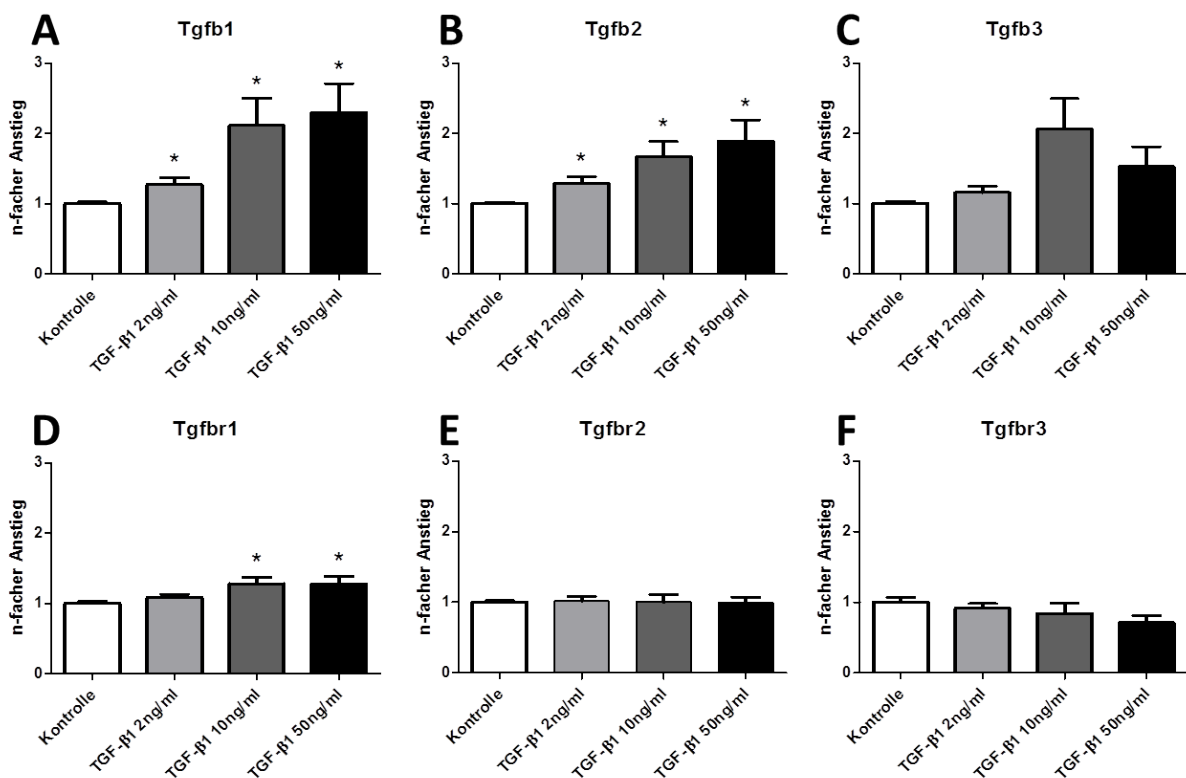 A
Tgfb1
n-facher Anstieg
3
2
1
0
*
*
*
Kontrolle
TGF-β1 2ng/ml
TGF-β1 10ng/ml
TGF-β1 50ng/ml
B
Tgfb2
n-facher Anstieg
3
2
1
0
*
*
*
Kontrolle
TGF-β1 2ng/ml
TGF-β1 10ng/ml
TGF-β1 50ng/ml
C
Tgfb3
n-facher Anstieg
3
2
1
0
Kontrolle
TGF-β1 2ng/ml
TGF-β1 10ng/ml
TGF-β1 50ng/ml
D
Tgfbr1
n-facher Anstieg
3
2
1
0
*
*
Kontrolle
TGF-β1 2ng/ml
TGF-β1 10ng/ml
TGF-β1 50ng/ml
E
Tgfbr2
n-facher Anstieg
3
2
1
0
Kontrolle
TGF-β1 2ng/ml
TGF-β1 10ng/ml
TGF-β1 50ng/ml
F
Tgfbr3
n-facher Anstieg
3
2
1
0
Kontrolle
TGF-β1 2ng/ml
TGF-β1 10ng/ml
TGF-β1 50ng/ml